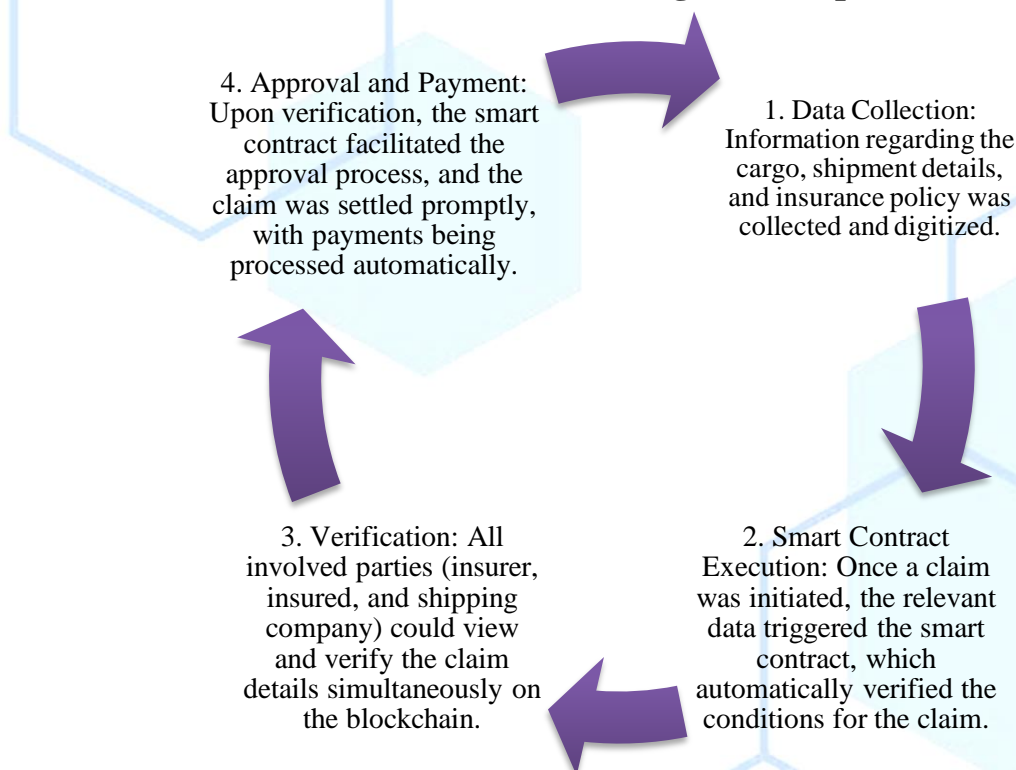 1. Data Collection:
Information regarding the
cargo, shipment details,
and insurance policy was
collected and digitized.
2. Smart Contract
Execution: Once a claim
was initiated, the relevant
data triggered the smart
contract, which
automatically verified the
conditions for the claim.
3. Verification: All
involved parties (insurer,
insured, and shipping
company) could view
and verify the claim
details simultaneously on
the blockchain.
4. Approval and Payment:
Upon verification, the smart
contract facilitated the
approval process, and the
claim was settled promptly,
with payments being
processed automatically.